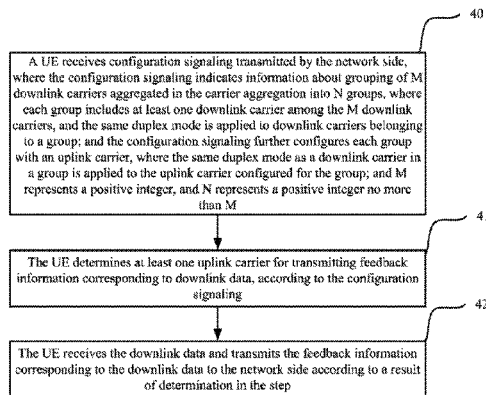 40
A UE receives configuration signaling transmitted by the network side,
where the configuration signaling indicates information about grouping of M
downlink carriers aggregated in the carrier aggregation into N groups, where
each group includes at least one downlink carrier among the M downlink
carriers, and the same duplex mode is applied to downlink carriers belonging
to a group; and the configuration signaling further configures each group
with an uplink carrier, where the same duplex mode as a downlink carrier in
a group is applied to the uplink carrier configured for the group; and M
represents a positive integer, and N represents a positive integer no more
than M
41
The UE determines at least one uplink carrier for transmitting feedback
information corresponding to downlink data, according to the configuration
signaling
42
The UE receives the downlink data and transmits the feedback information
corresponding to the downlink data to the network side according to a result
of determination in the step